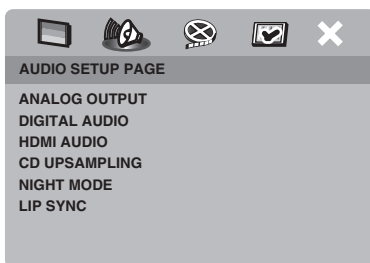 AUDIO SETUP PAGE
ANALOG OUTPUT
DIGITAL AUDIO
HDMI AUDIO
CD UPSAMPLING
NIGHT MODE
LIP SYNC